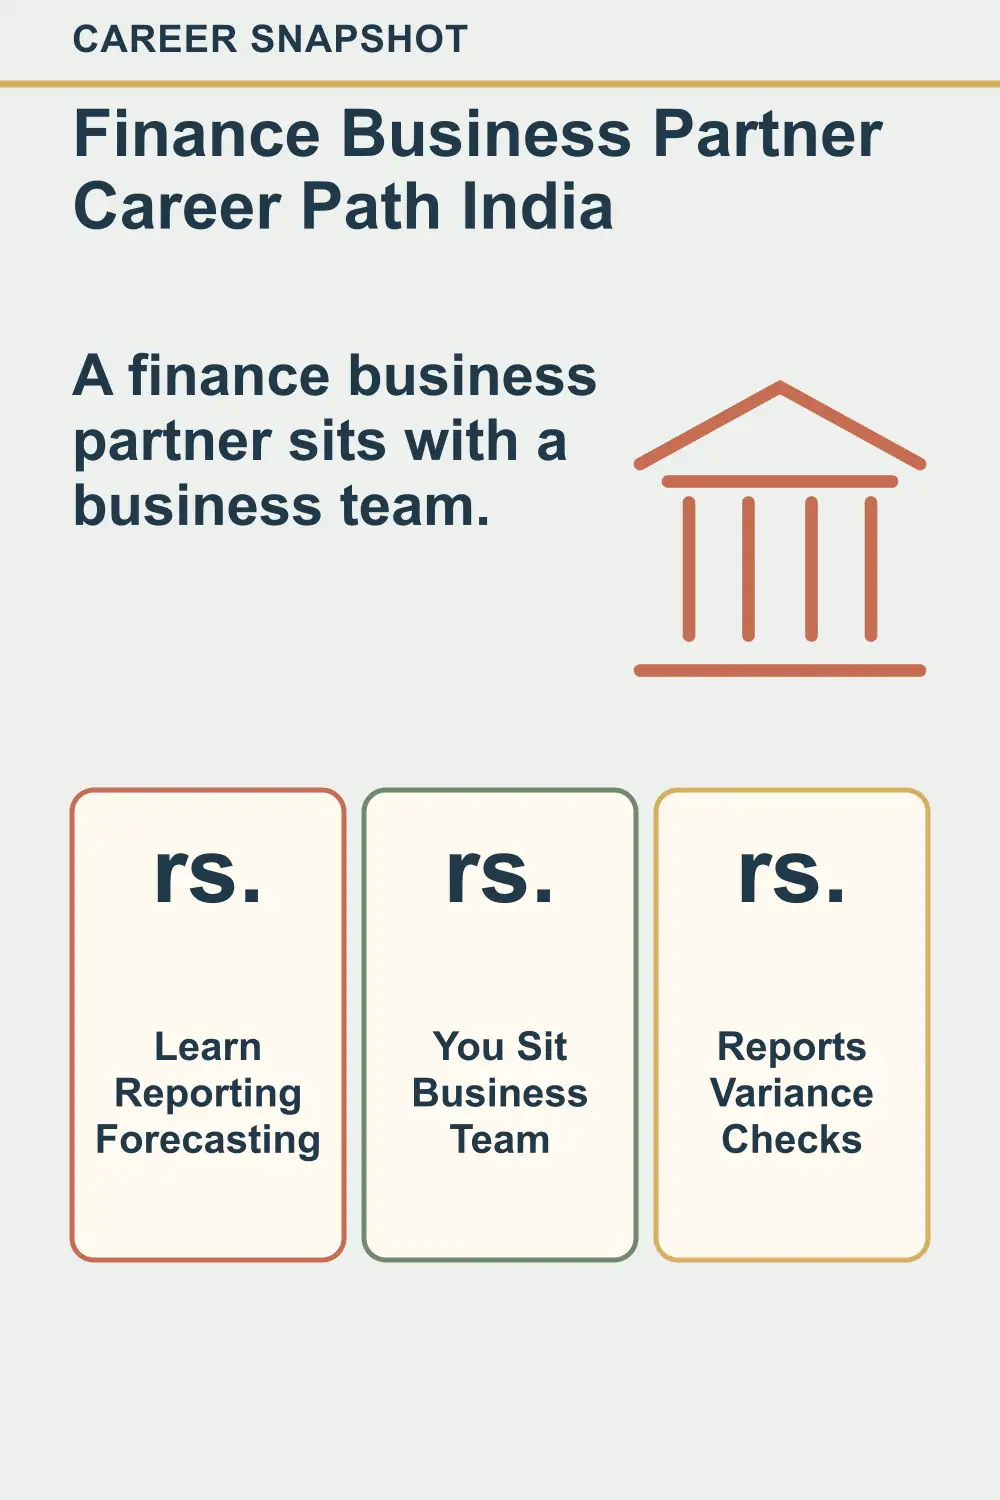 CAREER SNAPSHOT
Finance Business Partner
Career Path India
A finance business
partner sits with a
business team.
rs.
Learn
Reporting
Forecasting
rs.
You Sit
Business
Team
rs.
Reports
Variance
Checks